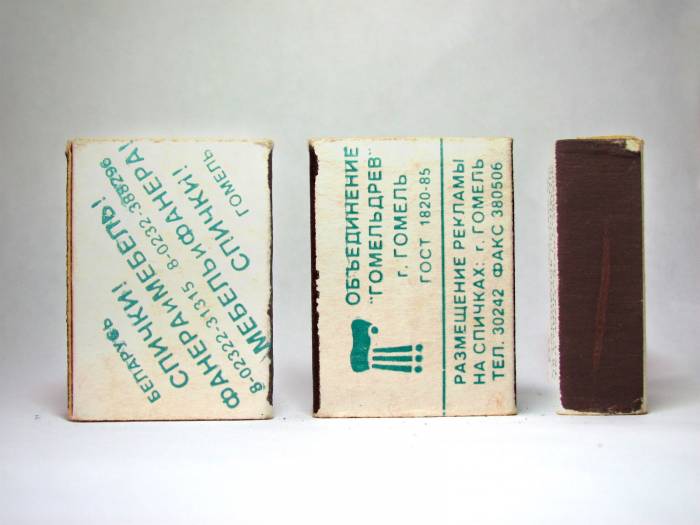 БЕЛАРУСЬ
СПИЧКИ!
ФАНЕРА И МЕБЕЛЬ!
8-02322-31315 8-0232-388296
МЕБЕЛЬ И ФАНЕРА!
СПИЧКИ!
ГОМЕЛЬ
ОБЪЕДИНЕНИЕ
"ГОМЕЛЬДРЕВ"
г. ГОМЕЛЬ
ГОСТ 1820-85
РАЗМЕЩЕНИЕ РЕКЛАМЫ
НА СПИЧКАХ: г. ГОМЕЛЬ
ТЕЛ. 30242 ФАКС 380506